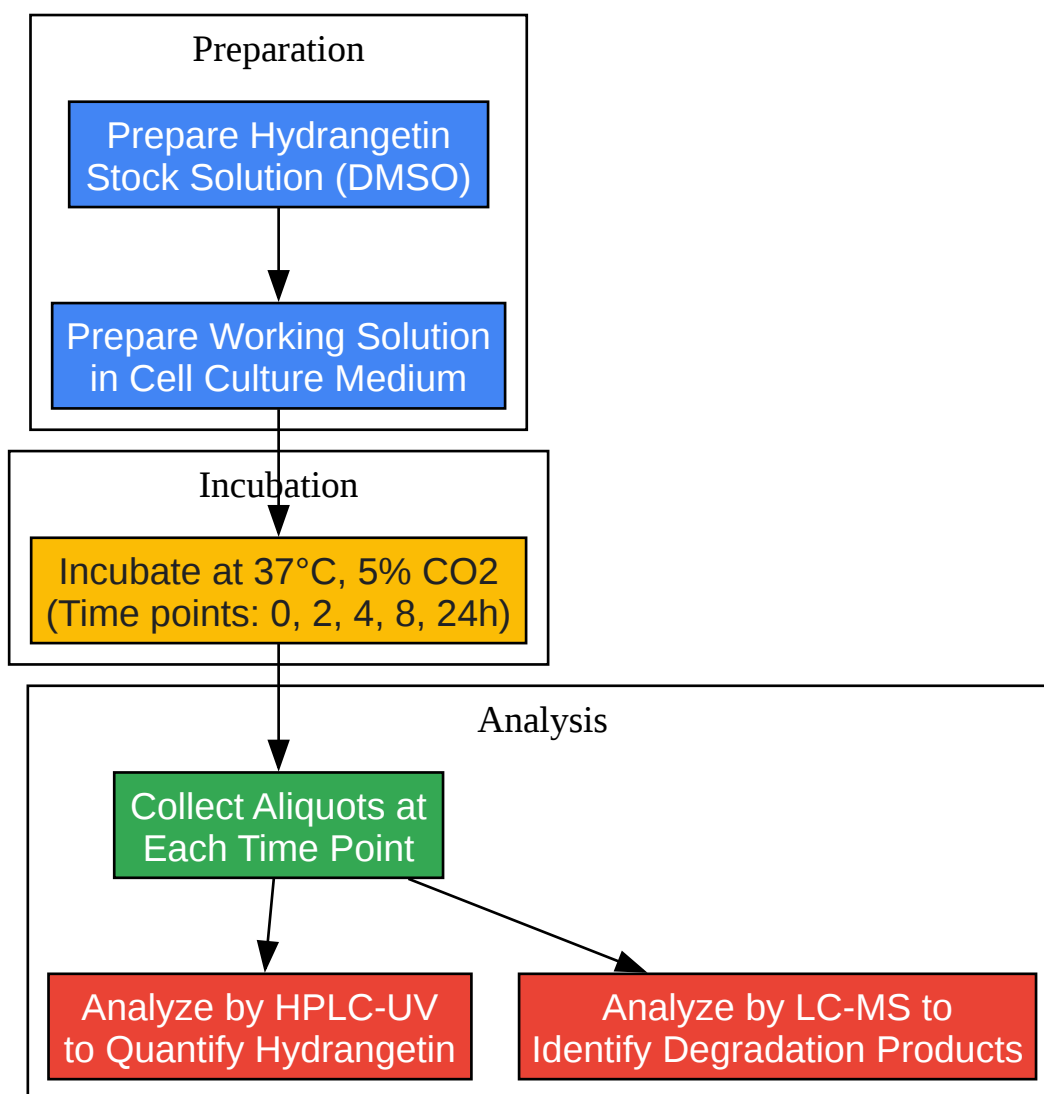 Preparation
Prepare Hydrangetin
Stock Solution (DMSO)
Prepare Working Solution
in Cell Culture Medium
Incubation
Incubate at 37°C, 5% CO2
(Time points: 0, 2, 4, 8, 24h)
Analysis
Collect Aliquots at
Each Time Point
Analyze by HPLC-UV
to Quantify Hydrangetin
Analyze by LC-MS to
Identify Degradation Products